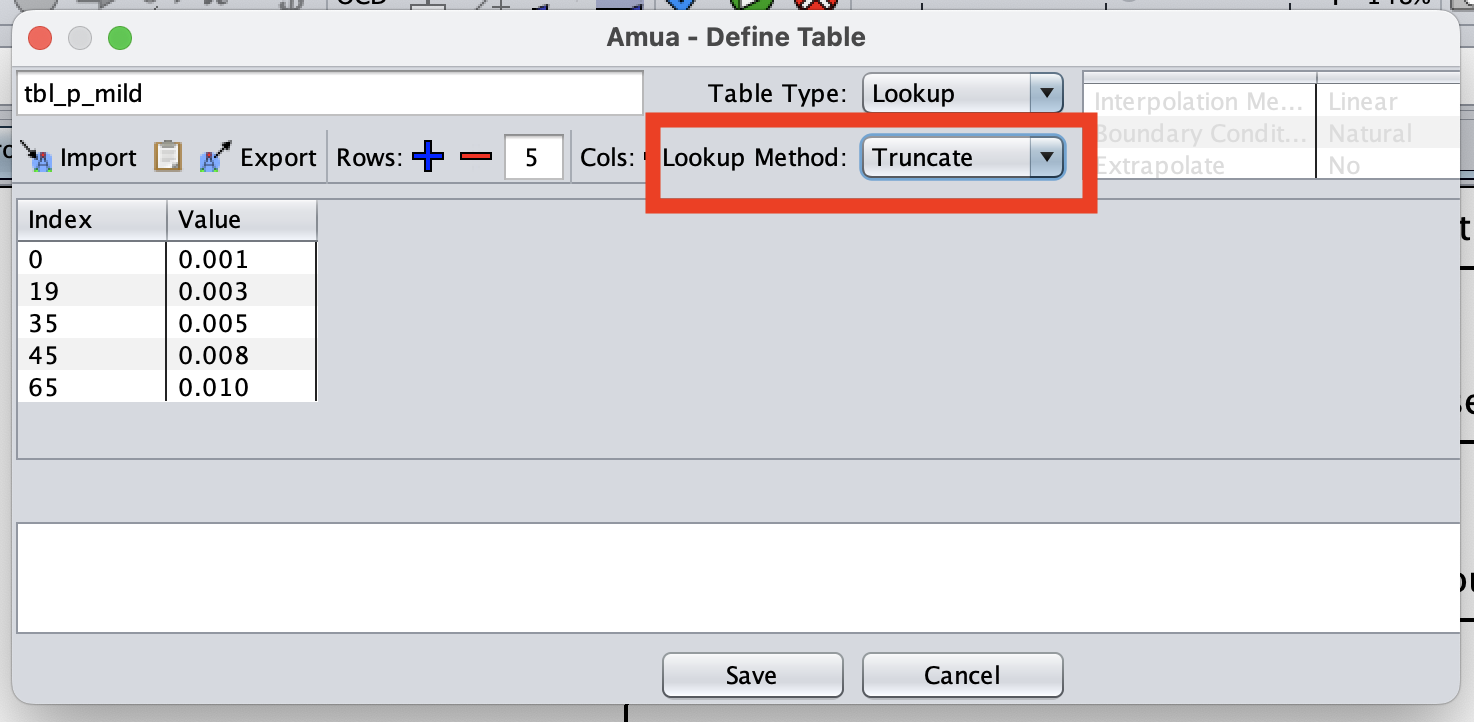 Amua - Define Table
tbl_p_mild
Table Type: Lookup
Interpolation Me... Linear
Boundary Condit... Natural
Extrapolate No
Import Export Rows: 5 Cols: Lookup Method: Truncate
Index Value
0 0.001
19 0.003
35 0.005
45 0.008
65 0.010
Save Cancel